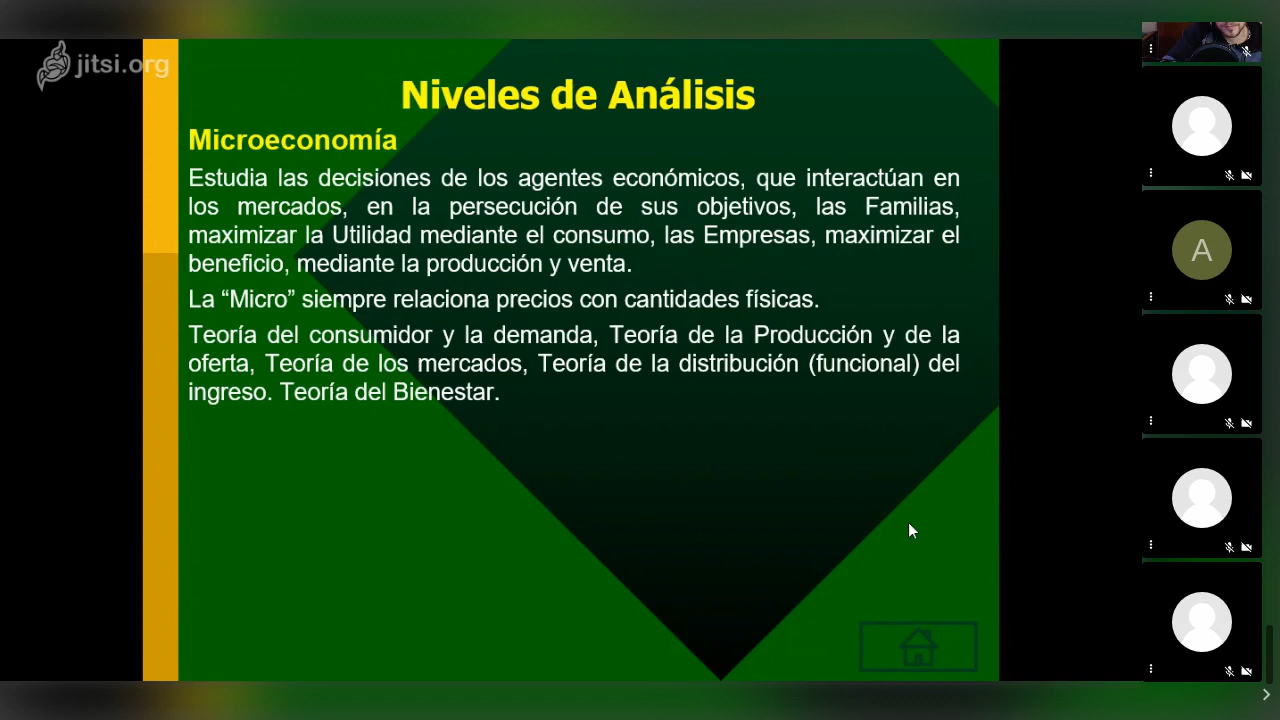 jitsi.org
Niveles de Análisis
Microeconomía
Estudia las decisiones de los agentes económicos, que interactúan en
los mercados, en la persecución de sus objetivos, las Familias,
maximizar la Utilidad mediante el consumo, las Empresas, maximizar el
beneficio, mediante la producción y venta.
La “Micro” siempre relaciona precios con cantidades físicas.
Teoría del consumidor y la demanda, Teoría de la Producción y de la
oferta, Teoría de los mercados, Teoría de la distribución (funcional) del
ingreso. Teoría del Bienestar.
A